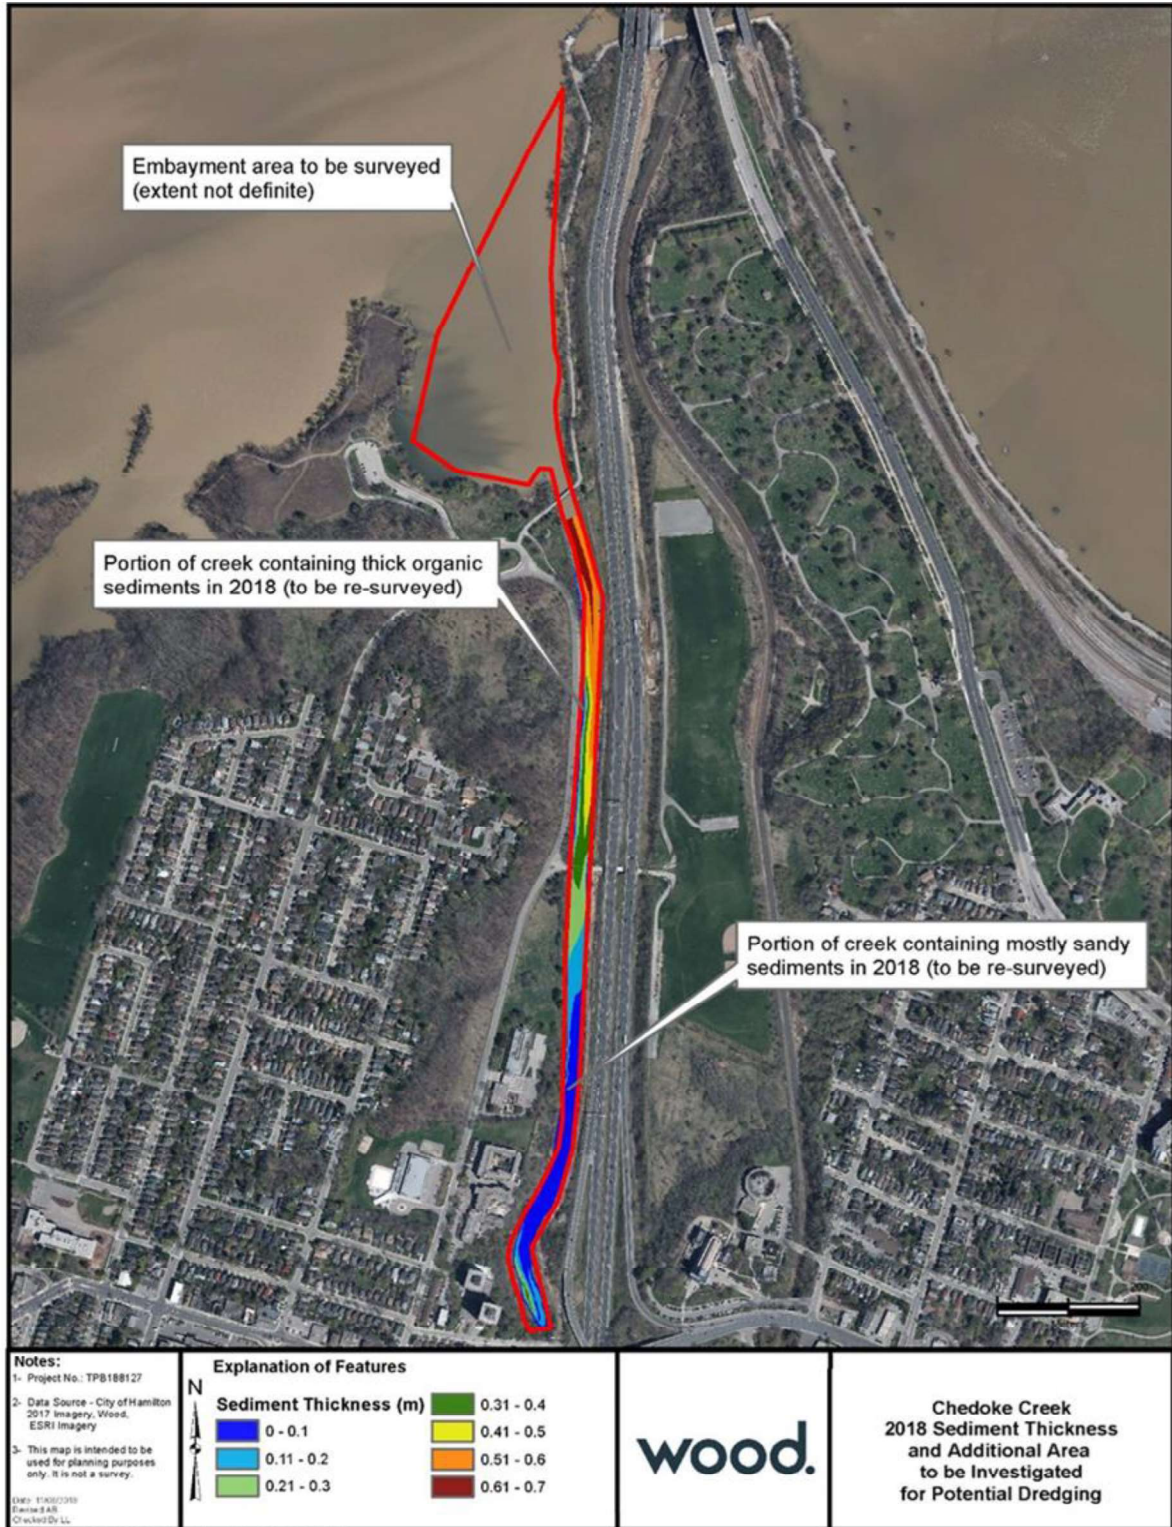 Embayment area to be surveyed
(extent not definite)
Portion of creek containing thick organic
sediments in 2018 (to be re-surveyed)
Portion of creek containing mostly sandy
sediments in 2018 (to be re-surveyed)
Notes:
1- Project No.: TPB188127
2- Data Source - City of Hamilton
2017 Imagery, Wood,
ESRI Imagery
3- This map is intended to be
used for planning purposes
only. It is not a survey.
Checked By LL
Explanation of Features
N
Sediment Thickness (m)
0 - 0.1
0.11 - 0.2
0.21 - 0.3
0.31 - 0.4
0.41 - 0.5
0.51 - 0.6
0.61 - 0.7
wood.
Chedoke Creek
2018 Sediment Thickness
and Additional Area
to be Investigated
for Potential Dredging